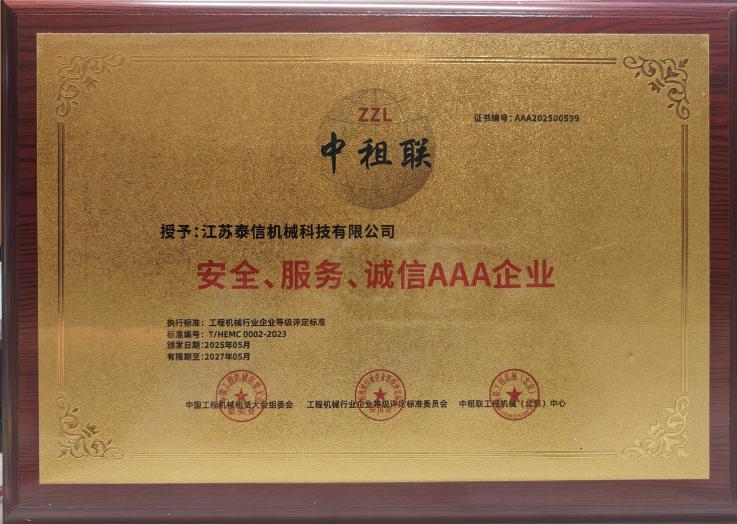 ZZL
证书编号：AAA202500599
中租联
授予：江苏泰信机械科技有限公司
安全、服务、诚信AAA企业
执行标准：工程机械行业企业等级评定标准
标准编号：T/HEMC 0002-2023
颁发日期：2025年05月
有限期至：2027年05月
中国工程机械租赁大会组委会 工程机械行业企业等级评定标准委员会 中租联工程机械（北京）中心